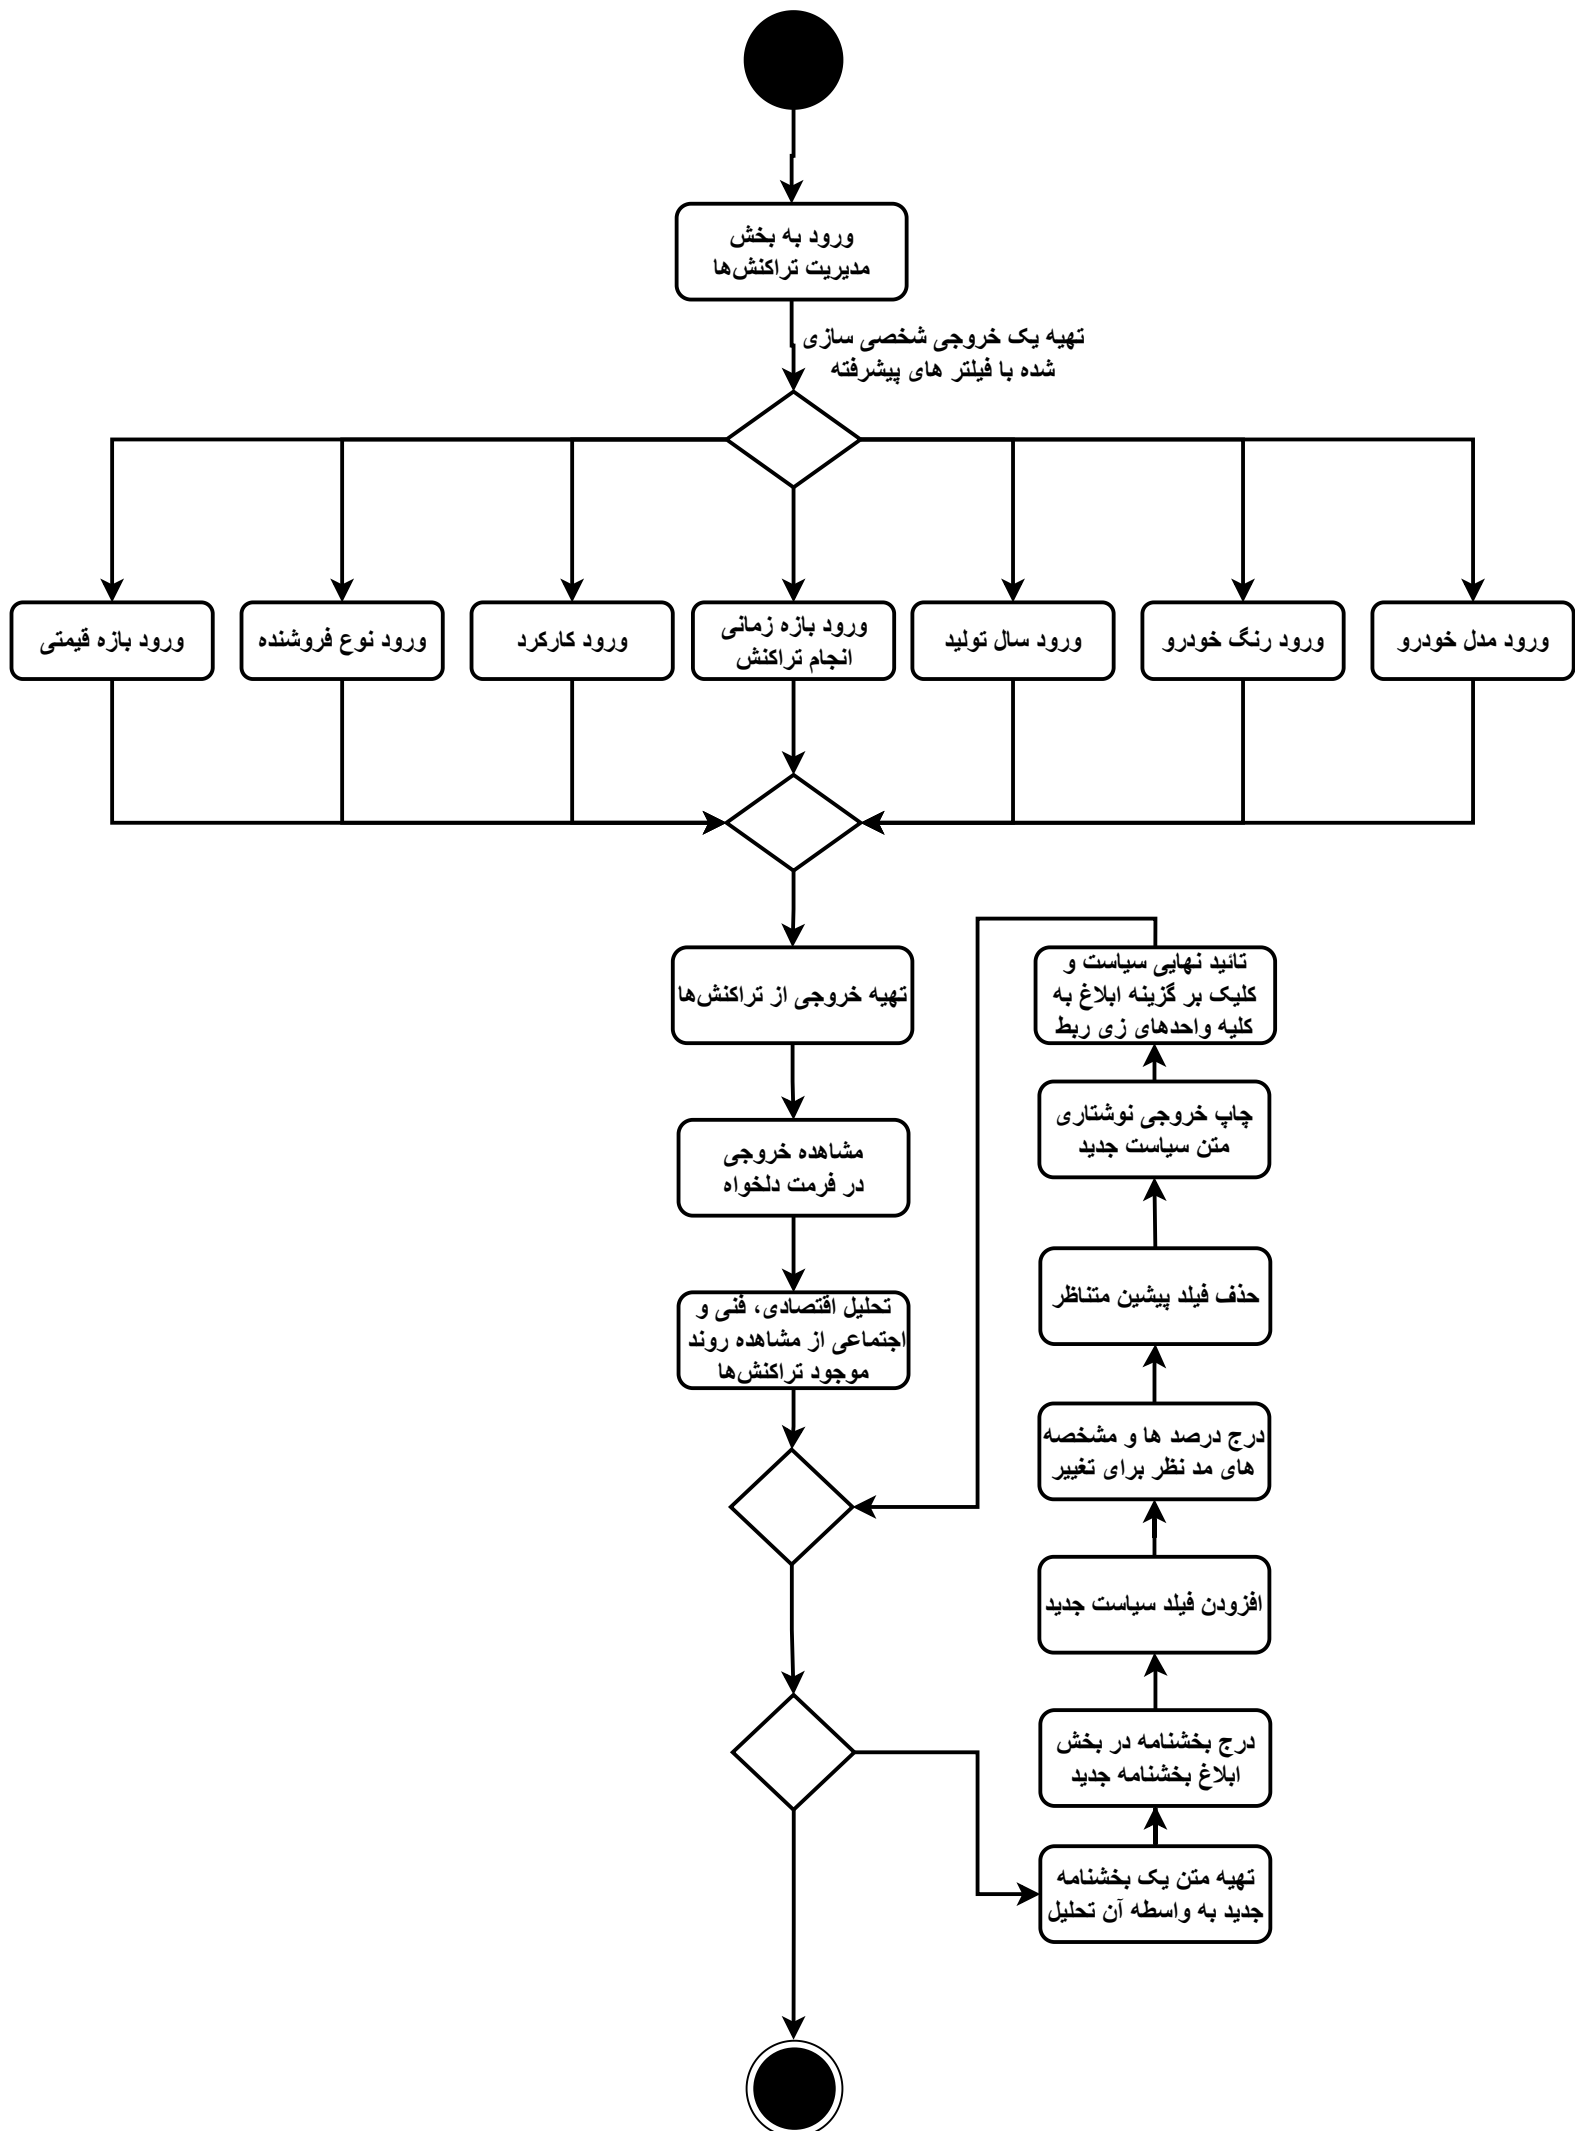 ورود به بخش
مدیریت تراکنش‌ها
تهیه یک خروجی شخصی سازی
شده با فیلتر های پیشرفته
ورود مدل خودرو
ورود رنگ خودرو
ورود سال تولید
ورود بازه زمانی
انجام تراکنش
ورود کارکرد
ورود نوع فروشنده
ورود بازه قیمتی
تهیه خروجی از تراکنش‌ها
مشاهده خروجی
در فرمت دلخواه
تحلیل اقتصادی، فنی و
اجتماعی از مشاهده روند
موجود تراکنش‌ها
تهیه متن یک بخشنامه
جدید به واسطه آن تحلیل
درج بخشنامه در بخش
ابلاغ بخشنامه جدید
افزودن فیلد سیاست جدید
درج درصد ها و مشخصه
های مد نظر برای تغییر
حذف فیلد پیشین متناظر
چاپ خروجی نوشتاری
متن سیاست جدید
تائید نهایی سیاست و
کلیک بر گزینه ابلاغ به
کلیه واحدهای زی ربط